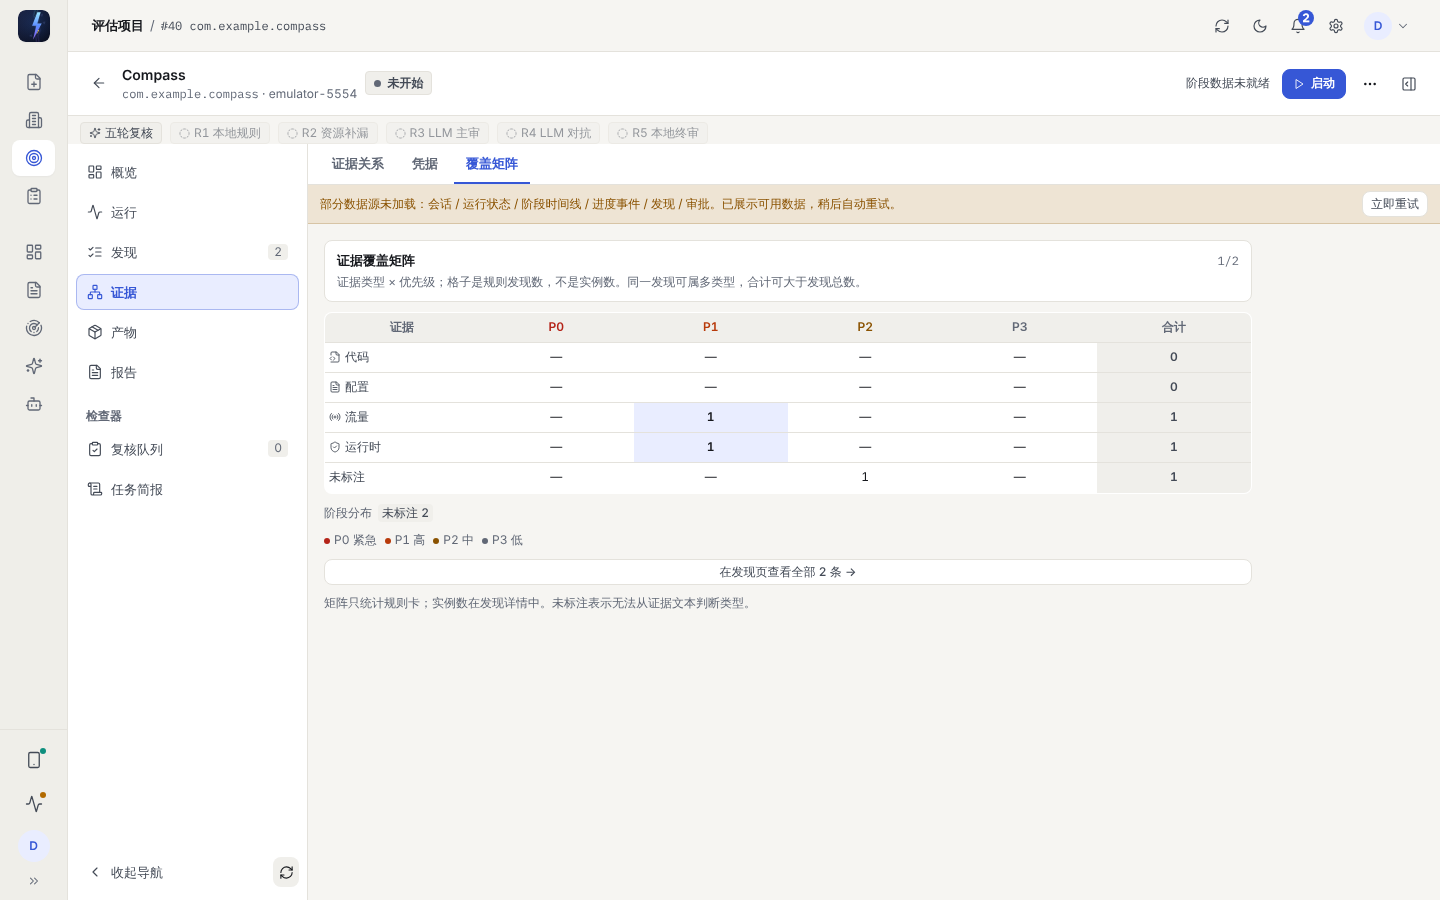 评估项目 / #40 com.example.compass
2
D
Compass
com.example.compass · emulator-5554
未开始
阶段数据未就绪
启动
五轮复核
R1 本地规则
R2 资源补漏
R3 LLM 主审
R4 LLM 对抗
R5 本地终审
概览
运行
发现 2
证据
产物
报告
检查器
复核队列 0
任务简报
收起导航
D
证据关系 凭据 覆盖矩阵
部分数据源未加载：会话 / 运行状态 / 阶段时间线 / 进度事件 / 发现 / 审批。已展示可用数据，稍后自动重试。
立即重试
证据覆盖矩阵 1/2
证据类型 × 优先级；格子是规则发现数，不是实例数。同一发现可属多类型，合计可大于发现总数。
证据 P0 P1 P2 P3 合计
代码 — — — — 0
配置 — — — — 0
流量 — 1 — — 1
运行时 — 1 — — 1
未标注 — — 1 — 1
阶段分布 未标注 2
P0 紧急 P1 高 P2 中 P3 低
在发现页查看全部 2 条 →
矩阵只统计规则卡；实例数在发现详情中。未标注表示无法从证据文本判断类型。